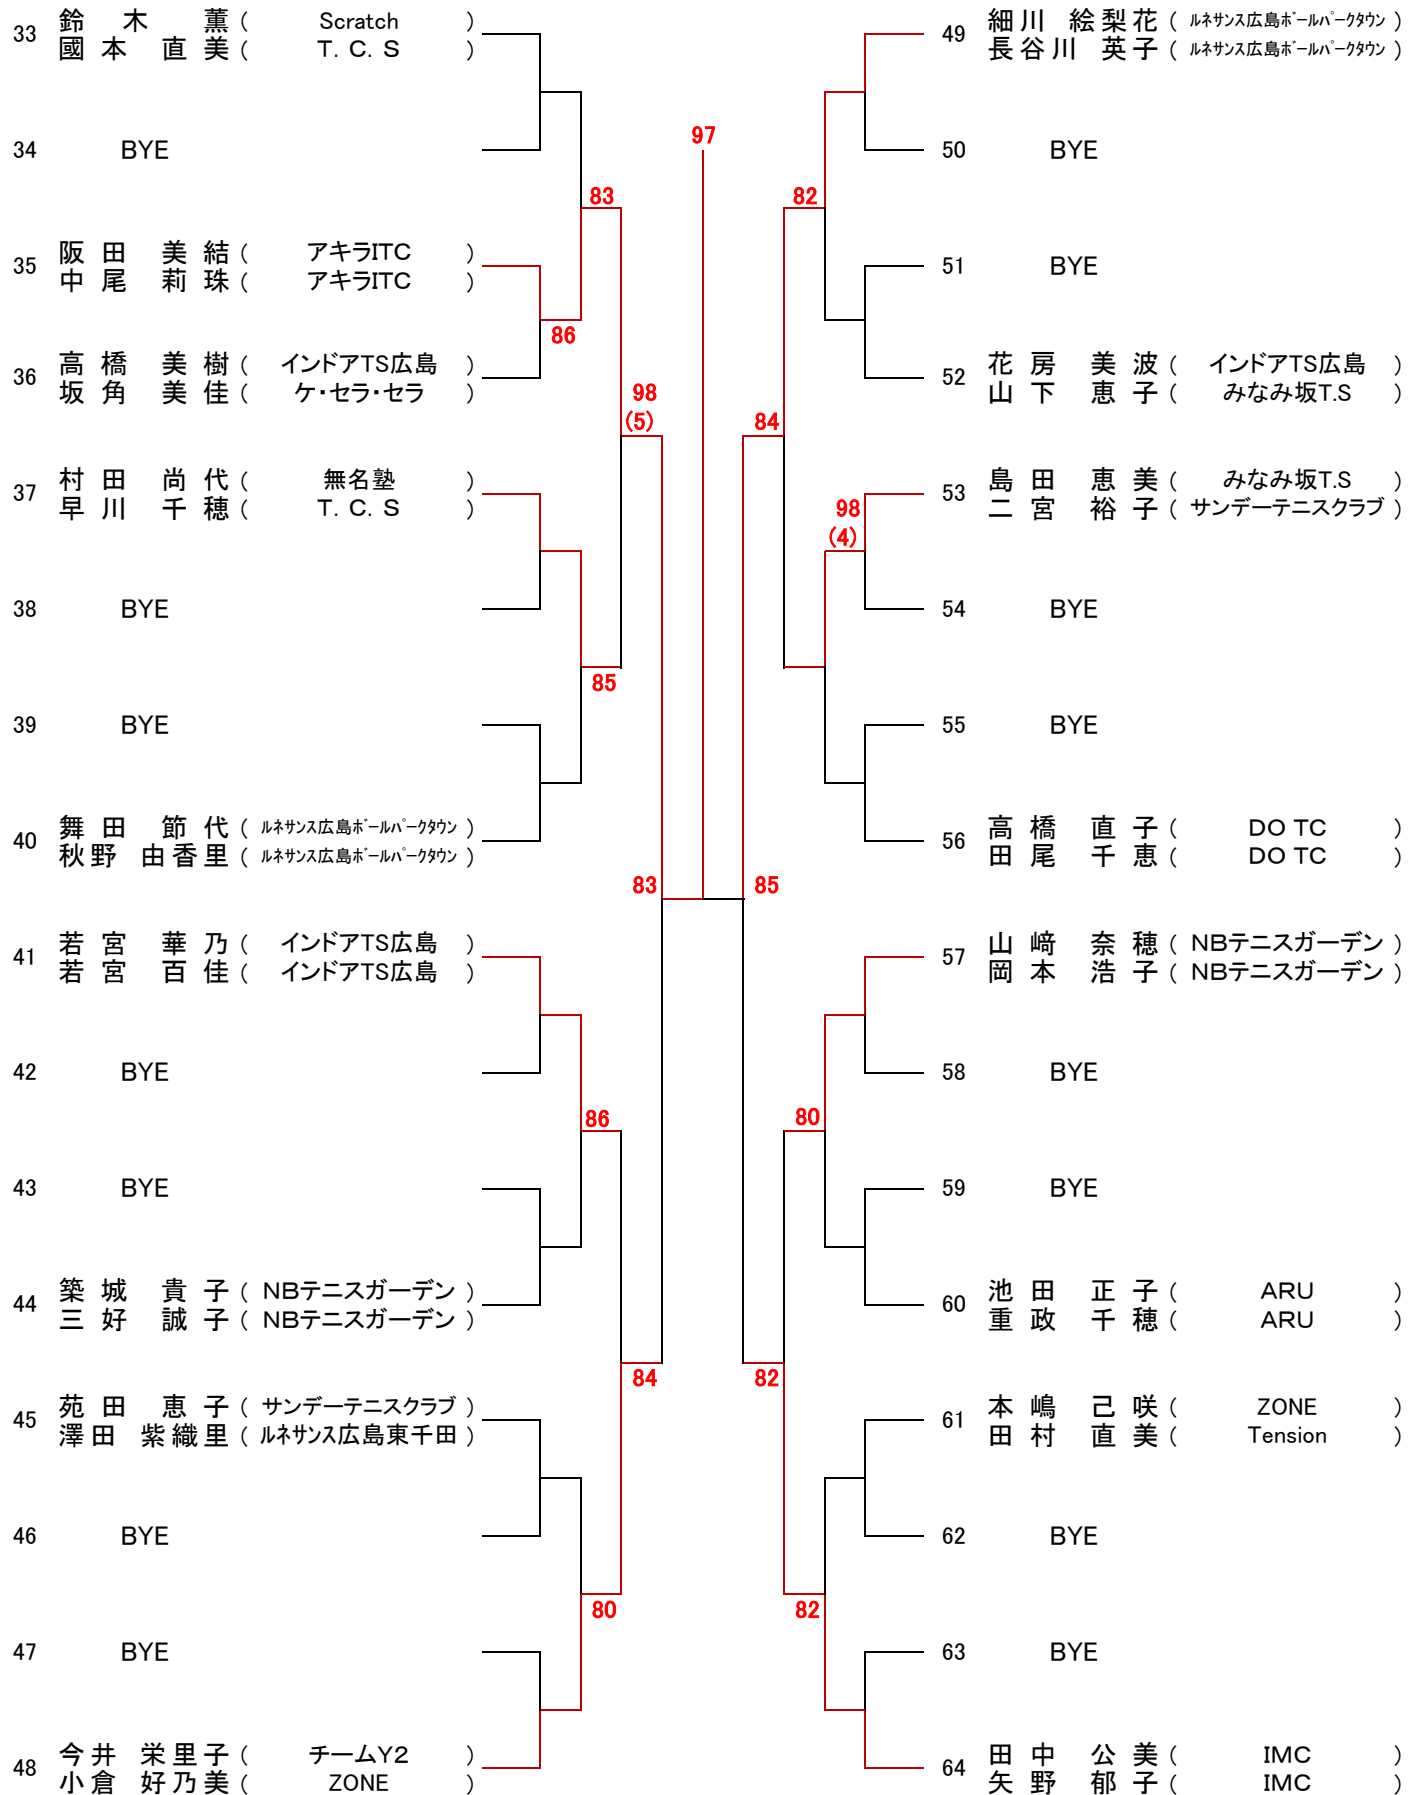 33 鈴木 薫 ( Scratch )
國本 直美 ( T. C. S )
34 BYE
35 阪田 美結 ( アキラITC )
中尾 莉珠 ( アキラITC )
36 高橋 美樹 ( インドアTS広島 )
坂角 美佳 ( ケ・セラ・セラ )
37 村田 尚代 ( 無名塾 )
早川 千穂 ( T. C. S )
38 BYE
39 BYE
40 舞田 節代 ( ルネサンス広島ボールパークタウン )
秋野 由香里 ( ルネサンス広島ボールパークタウン )
41 若宮 華乃 ( インドアTS広島 )
若宮 百佳 ( インドアTS広島 )
42 BYE
43 BYE
44 築城 貴子 ( NBテニスガーデン )
三好 誠子 ( NBテニスガーデン )
45 苑田 恵子 ( サンデーテニスクラブ )
澤田 紫織里 ( ルネサンス広島東千田 )
46 BYE
47 BYE
48 今井 栄里子 ( チームY2 )
小倉 好乃美 ( ZONE )
83
86
98
(5)
85
83
86
84
80
97
82
84
98
(4)
85
80
82
82
49 細川 絵梨花 ( ルネサンス広島ボールパークタウン )
長谷川 英子 ( ルネサンス広島ボールパークタウン )
50 BYE
51 BYE
52 花房 美波 ( インドアTS広島 )
山下 恵子 ( みなみ坂T.S )
53 島田 恵美 ( みなみ坂T.S )
二宮 裕子 ( サンデーテニスクラブ )
54 BYE
55 BYE
56 高橋 直子 ( DO TC )
田尾 千恵 ( DO TC )
57 山﨑 奈穂 ( NBテニスガーデン )
岡本 浩子 ( NBテニスガーデン )
58 BYE
59 BYE
60 池田 正子 ( ARU )
重政 千穂 ( ARU )
61 本嶋 己咲 ( ZONE )
田村 直美 ( Tension )
62 BYE
63 BYE
64 田中 公美 ( IMC )
矢野 郁子 ( IMC )